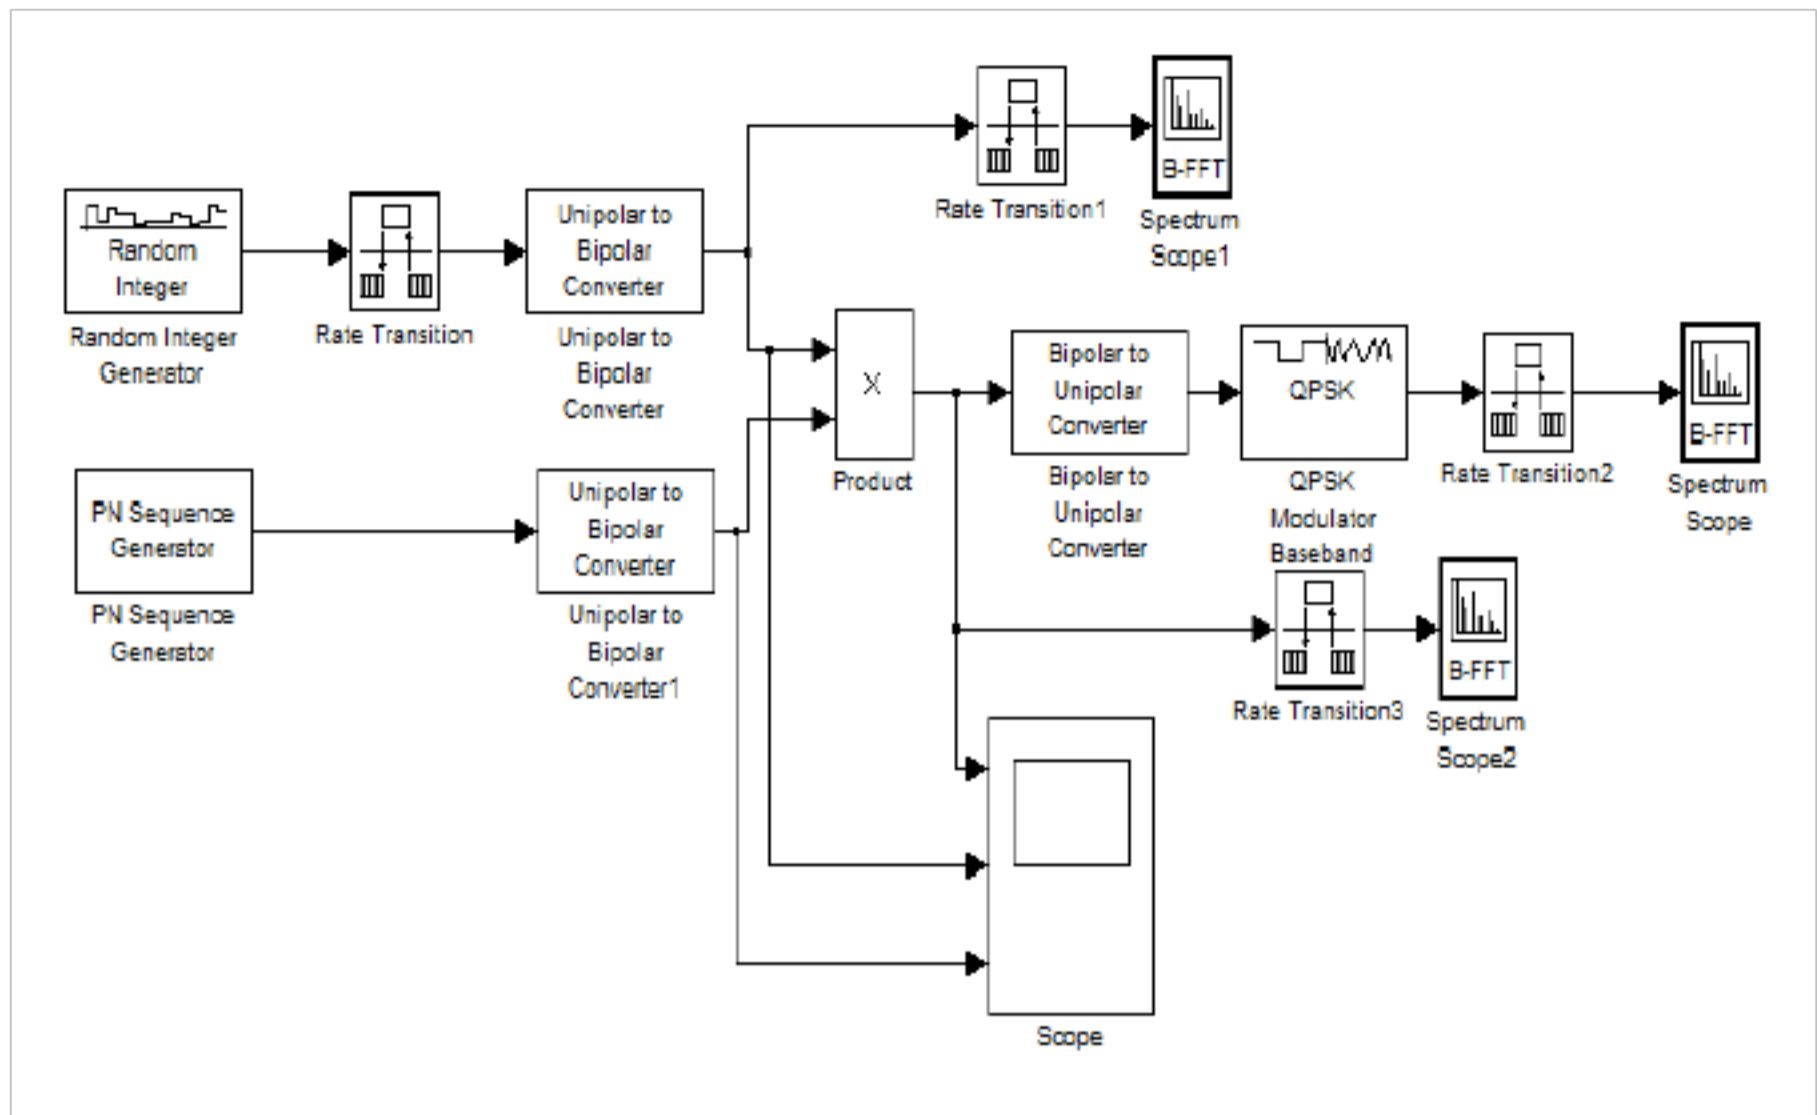 B-FFT
Rate Transition1
Spectrum
Scope1
Random
Integer
Random Integer
Generator
Rate Transition
Unipolar to
Bipolar
Converter
Unipolar to
Bipolar
Converter
X
Product
Bipolar to
Unipolar
Converter
Bipolar to
Unipolar
Converter
QPSK
QPSK
Modulator
Baseband
Rate Transition2
B-FFT
Spectrum
Scope
PN Sequence
Generator
PN Sequence
Generator
Unipolar to
Bipolar
Converter
Unipolar to
Bipolar
Converter1
Rate Transition3
B-FFT
Spectrum
Scope2
Scope